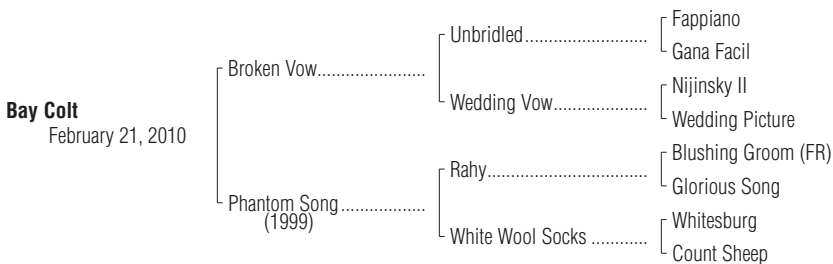 Bay Colt
February 21, 2010
Broken Vow......................
Phantom Song.................
(1999)
Unbridled.........................
Wedding Vow...................
Rahy.................................
White Wool Socks ............
Fappiano
Gana Facil
Nijinsky II
Wedding Picture
Blushing Groom (FR)
Glorious Song
Whitesburg
Count Sheep